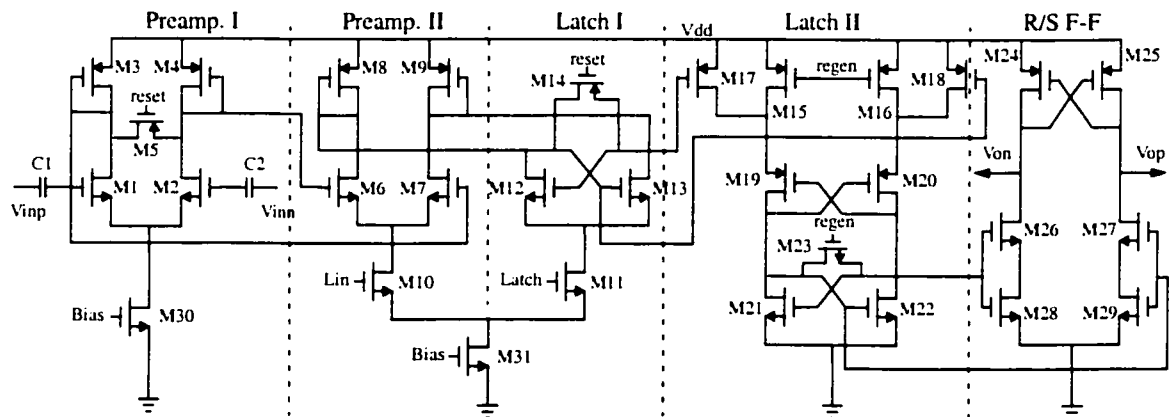 Preamp. I
Preamp. II
Latch I
Vdd
Latch II
R/S F-F
M3
M4
reset
M5
C1
M1
M2
C2
Vinp
Vinn
Bias
M30
M8
M9
M6
M7
Lin
M10
Bias
M31
reset
M14
M12
M13
Latch
M11
M17
regen
M18
M15
M16
M19
M20
regen
M23
M21
M22
M24
M25
Von
Vop
M26
M27
M28
M29